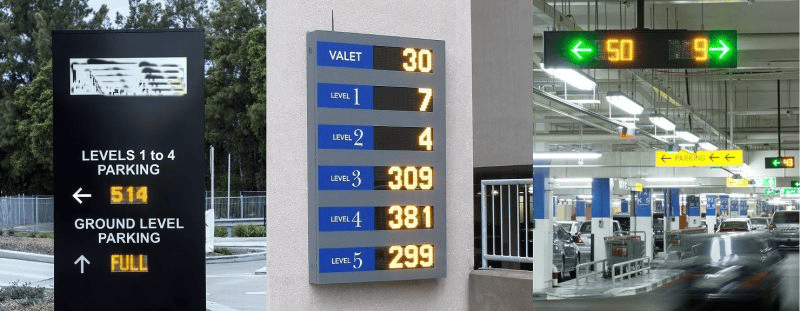 LEVELS 1 to 4
PARKING
← 514
GROUND LEVEL
PARKING
↑ FULL
VALET 30
LEVEL 1 7
LEVEL 2 4
LEVEL 3 309
LEVEL 4 381
LEVEL 5 299
← 50 9 →
← PARKING ← ←